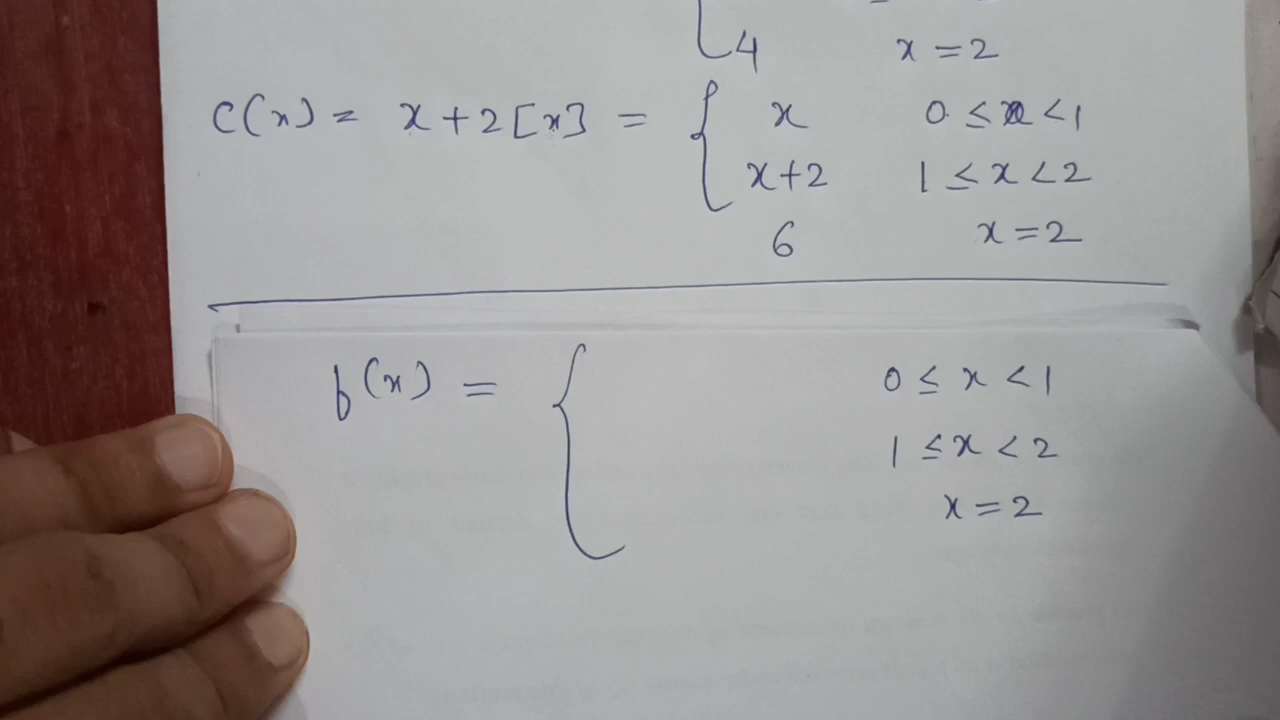 4 x = 2
C(x) = x + 2[x] = { x 0 ≤ x < 1
x+2 1 ≤ x < 2
6 x = 2
f(x) = { 0 ≤ x < 1
1 ≤ x < 2
x = 2